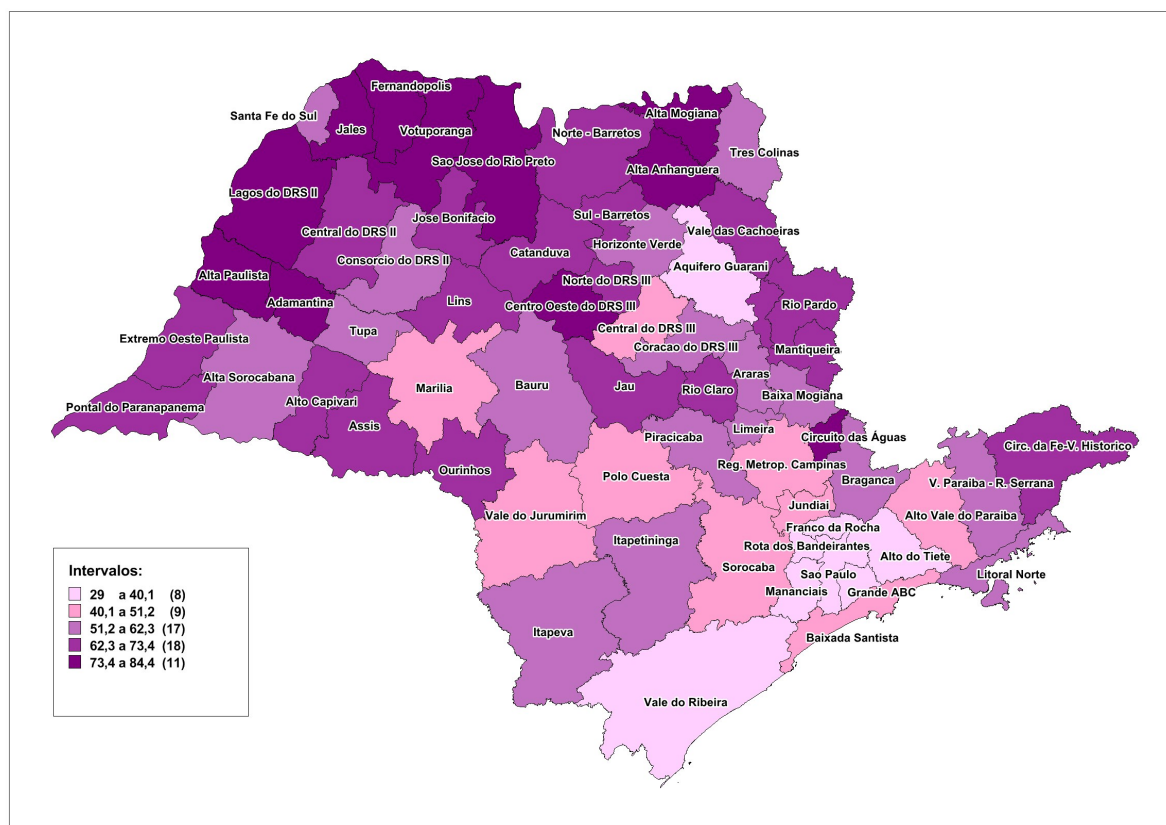 Fernandopolis
Santa Fe do Sul
Alta Mogiana
Jales
Votuporanga
Norte - Barretos
Tres Colinas
Sao Jose do Rio Preto
Alta Anhanguera
Lagos do DRS II
Jose Bonifacio
Sul - Barretos
Central do DRS II
Vale das Cachoeiras
Horizonte Verde
Catanduva
Consorcio do DRS II
Aquifero Guarani
Alta Paulista
Norte do DRS III
Adamantina
Lins
Centro Oeste do DRS III
Rio Pardo
Tupa
Central do DRS III
Extremo Oeste Paulista
Coracao do DRS III
Mantiqueira
Alta Sorocabana
Araras
Marilia
Bauru
Jau
Rio Claro
Baixa Mogiana
Alto Capivari
Pontal do Paranapanema
Assis
Limeira
Piracicaba
Circuito das Águas
Circ. da Fe-V. Historico
Reg. Metrop. Campinas
Ourinhos
Polo Cuesta
Braganca
V. Paraiba - R. Serrana
Jundiai
Vale do Jurumirim
Alto Vale do Paraiba
Franco da Rocha
Itapetininga
Rota dos Bandeirantes
Alto do Tiete
Sorocaba
Sao Paulo
Litoral Norte
Mananciais
Grande ABC
Itapeva
Baixada Santista
Vale do Ribeira
Intervalos:
29 a 40,1 (8)
40,1 a 51,2 (9)
51,2 a 62,3 (17)
62,3 a 73,4 (18)
73,4 a 84,4 (11)